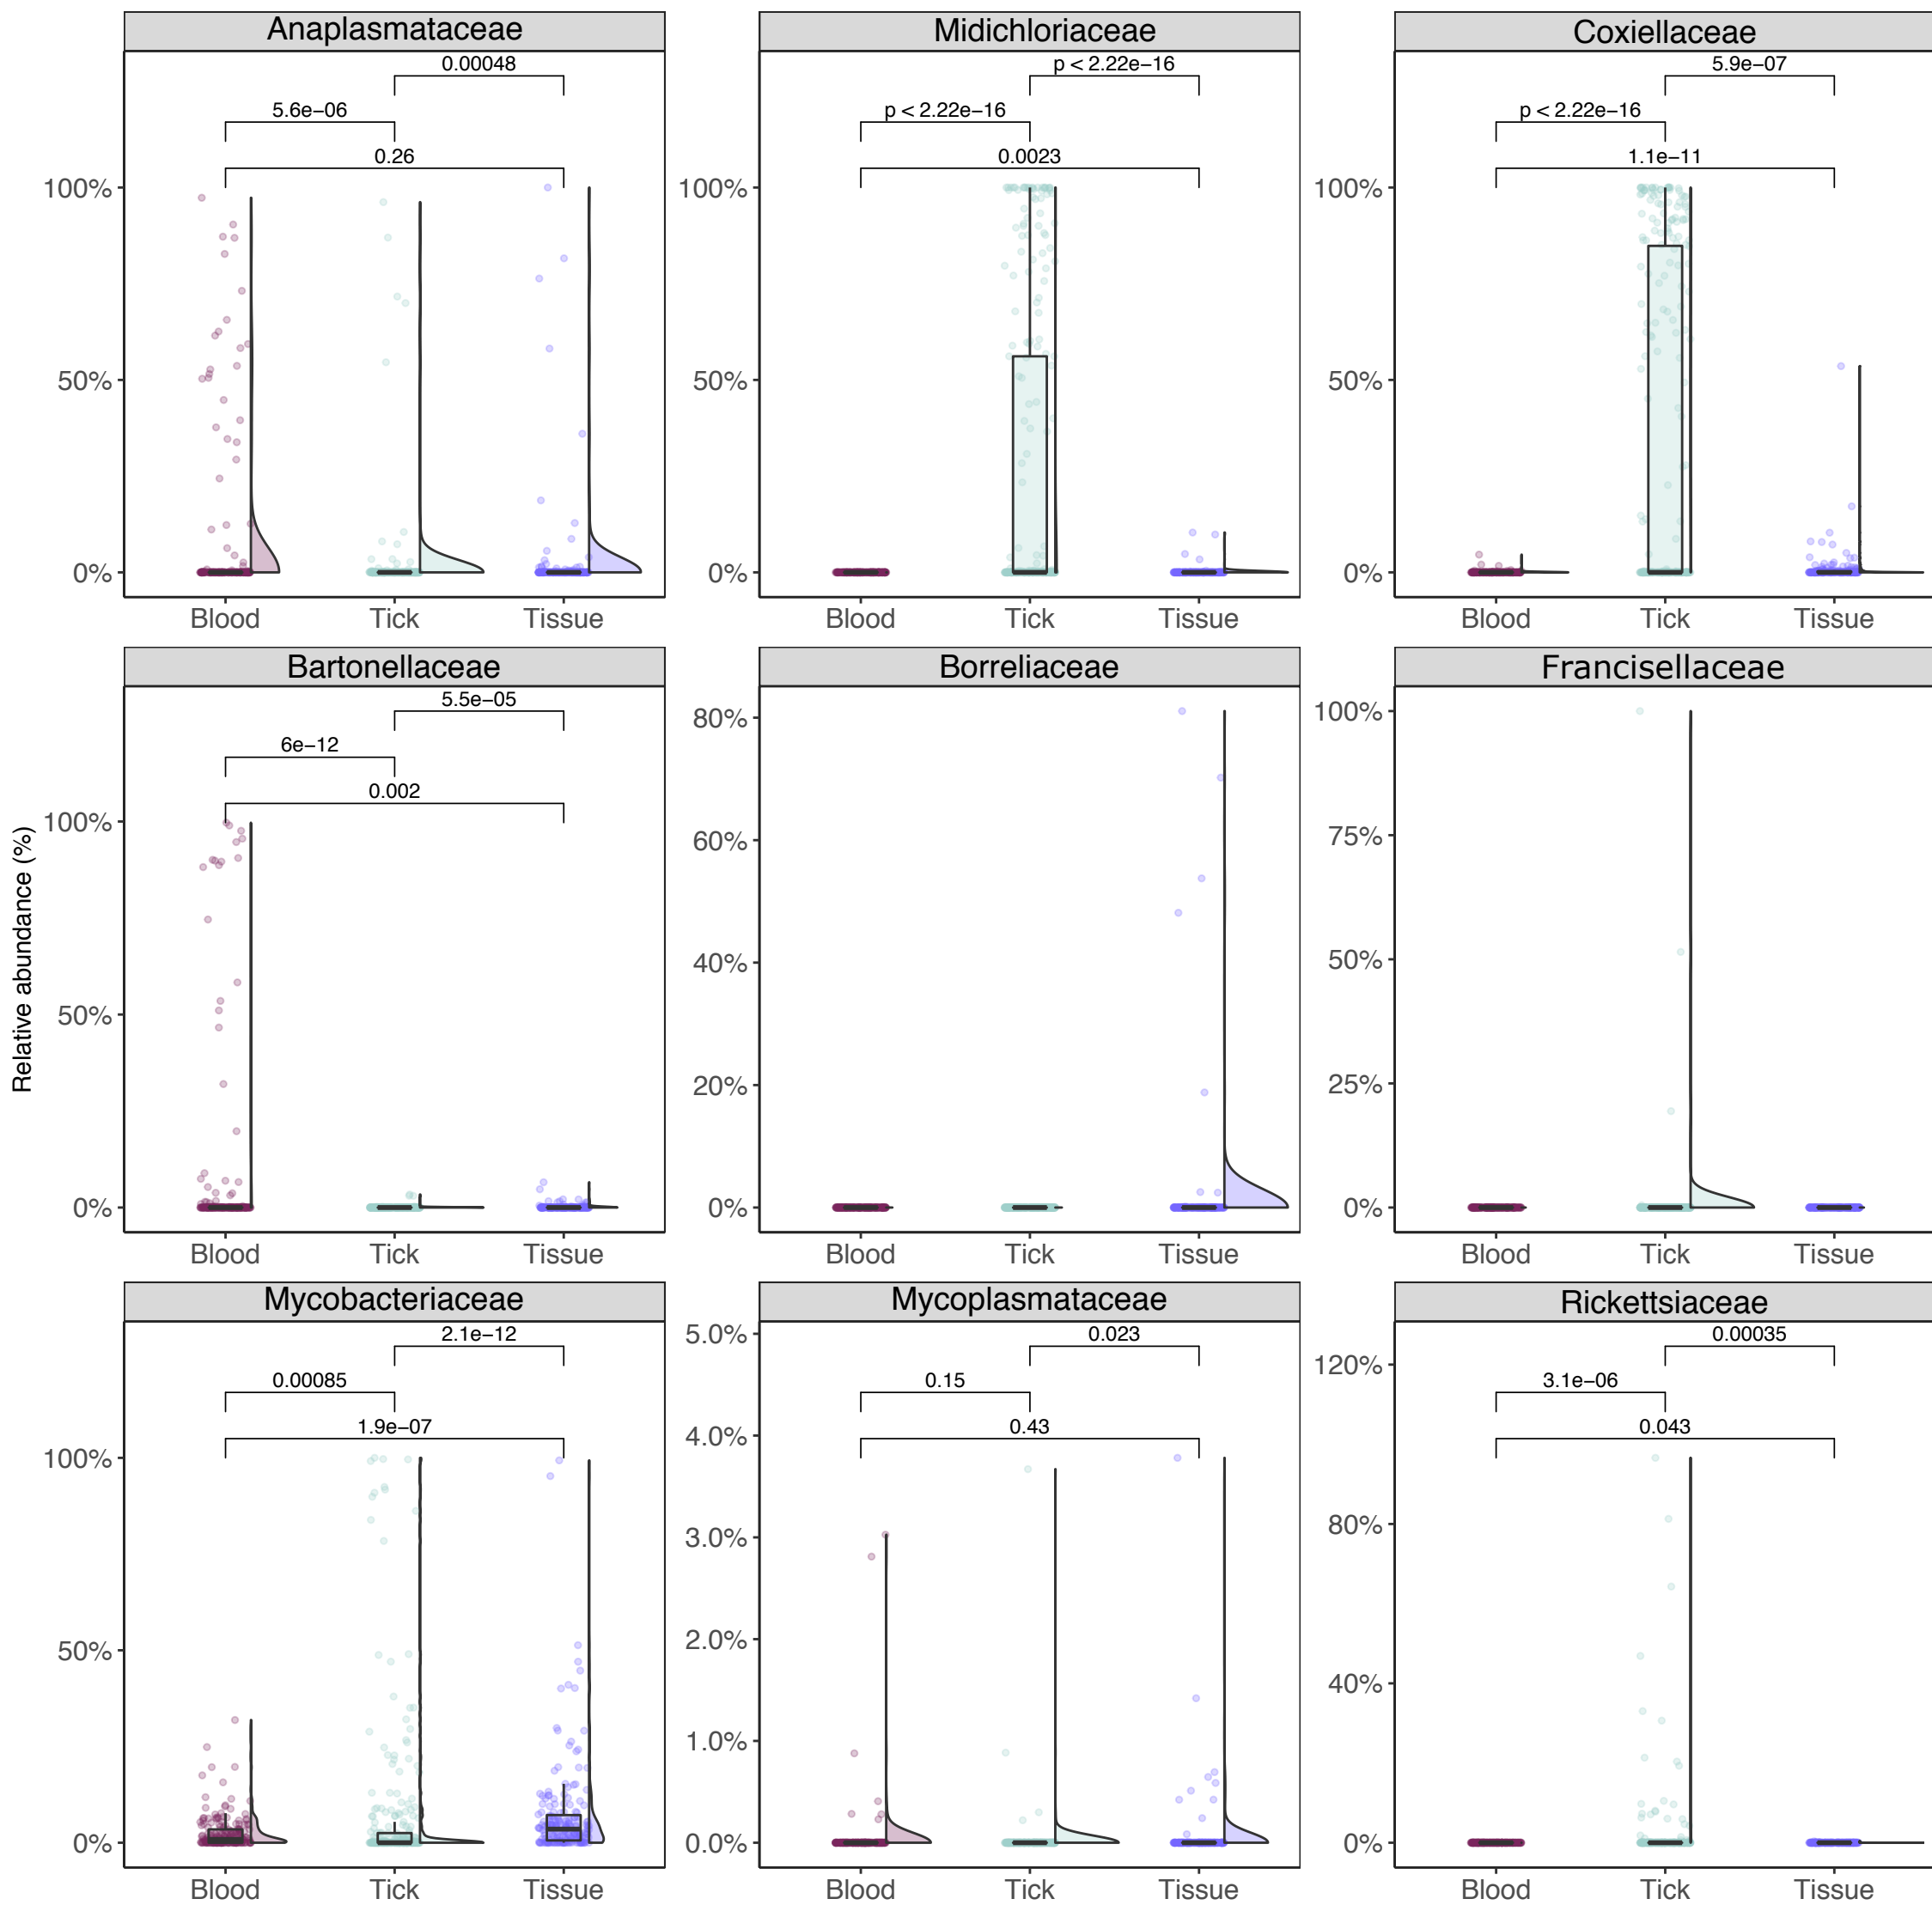 Relative abundance (%)
Anaplasmataceae
0.00048
5.6e−06
0.26
100%
50%
0%
Blood Tick Tissue
Midichloriaceae
p < 2.22e−16
p < 2.22e−16
0.0023
100%
50%
0%
Blood Tick Tissue
Coxiellaceae
5.9e−07
p < 2.22e−16
1.1e−11
100%
50%
0%
Blood Tick Tissue
Bartonellaceae
5.5e−05
6e−12
0.002
100%
50%
0%
Blood Tick Tissue
Borreliaceae
80%
60%
40%
20%
0%
Blood Tick Tissue
Francisellaceae
100%
75%
50%
25%
0%
Blood Tick Tissue
Mycobacteriaceae
2.1e−12
0.00085
1.9e−07
100%
50%
0%
Blood Tick Tissue
Mycoplasmataceae
5.0%
0.023
0.15
4.0%
0.43
3.0%
2.0%
1.0%
0.0%
Blood Tick Tissue
Rickettsiaceae
0.00035
120%
3.1e−06
0.043
80%
40%
0%
Blood Tick Tissue